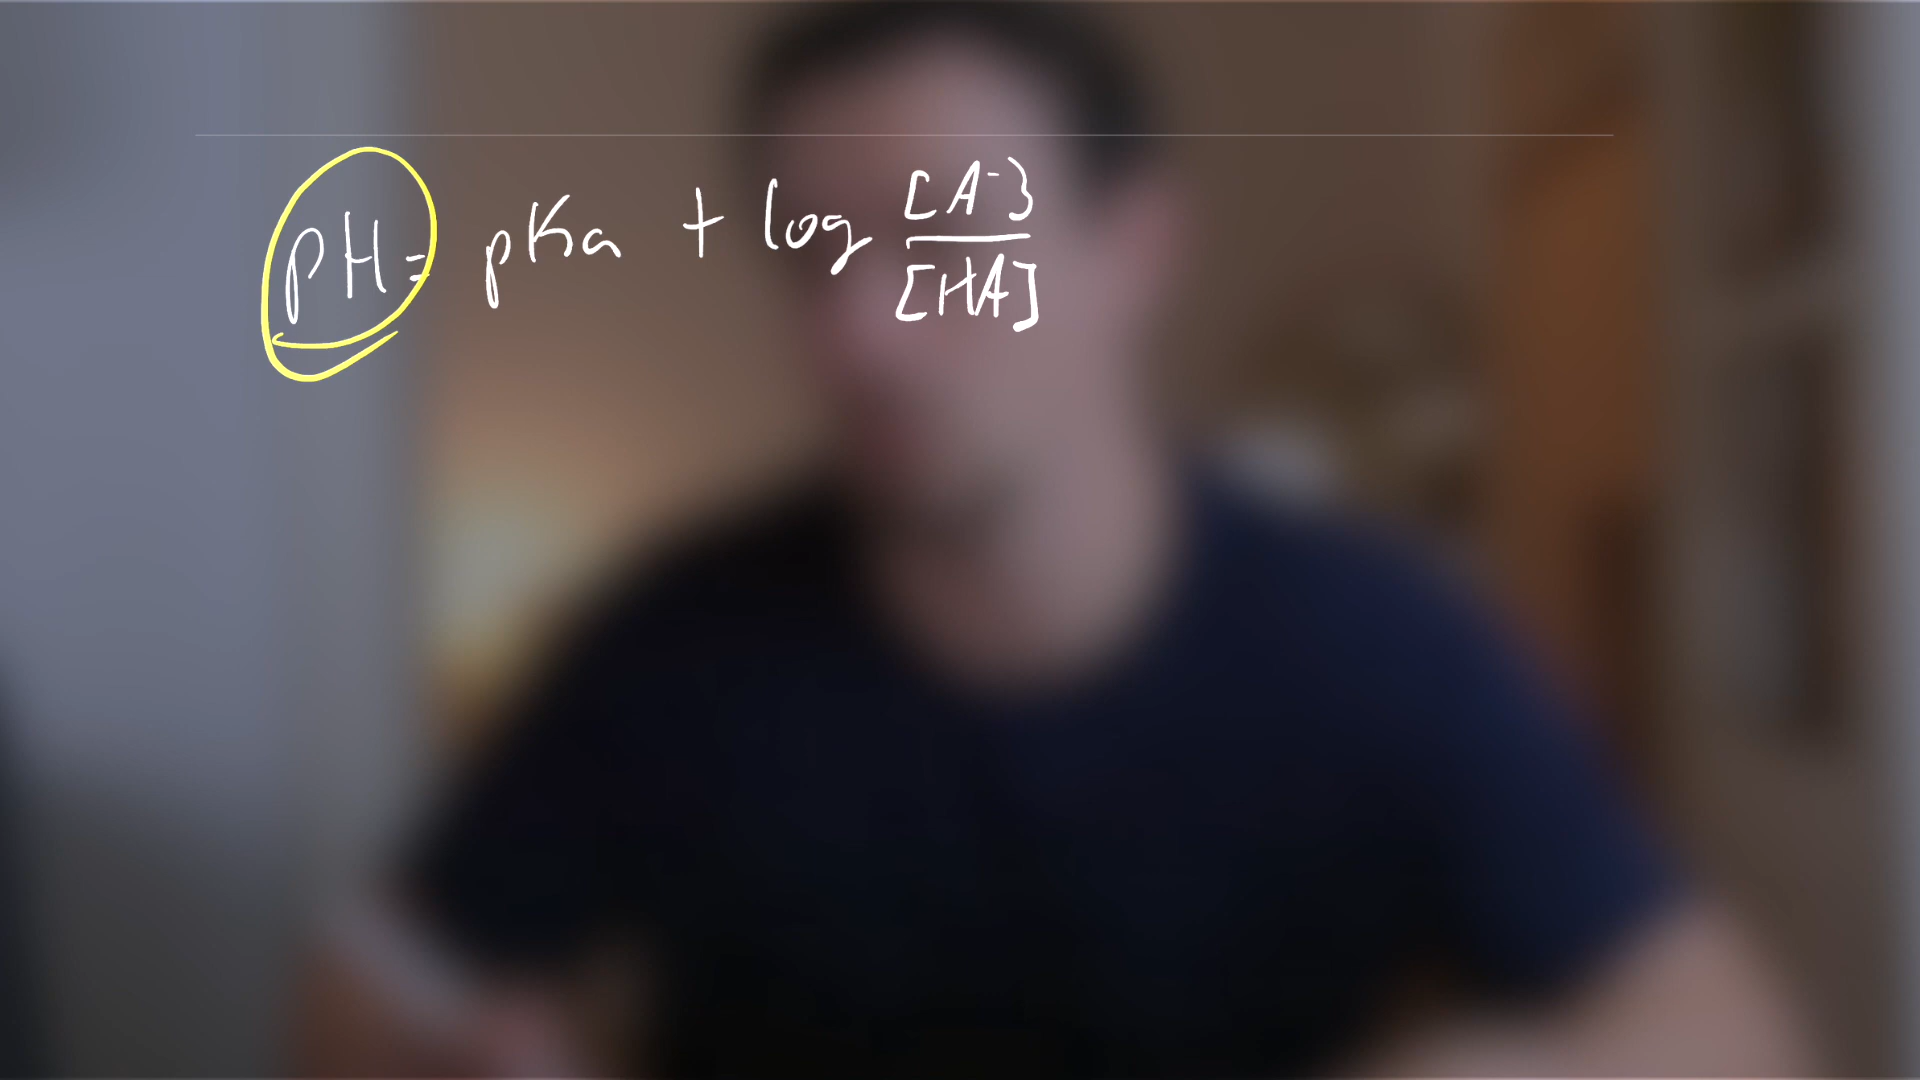 pH = pKa + log [A-]/[HA]